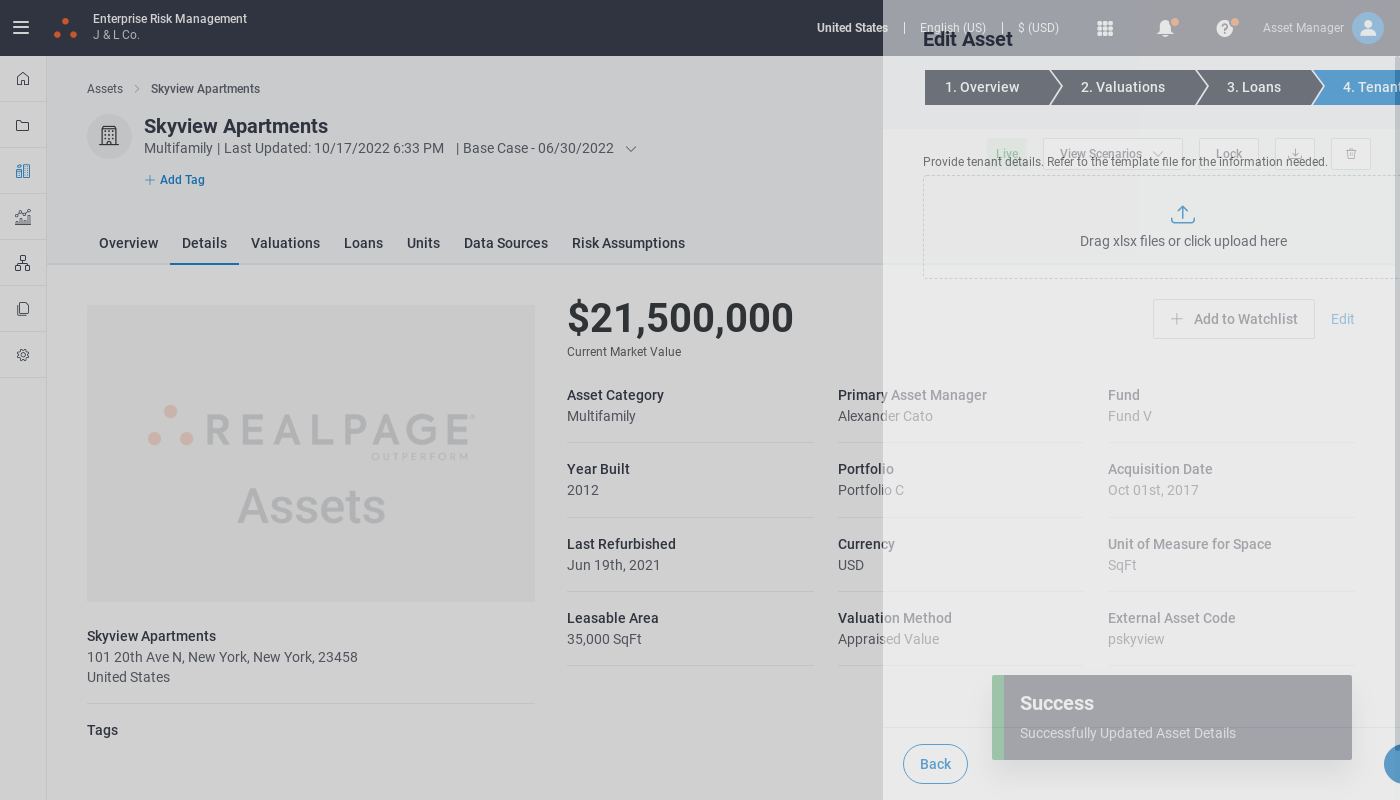 Enterprise Risk Management
J & L Co.
United States
English (US)
$ (USD)
Asset Manager
Edit Asset
1. Overview
2. Valuations
3. Loans
4. Tenant
Assets
Skyview Apartments
Skyview Apartments
Multifamily | Last Updated: 10/17/2022 6:33 PM | Base Case - 06/30/2022
Add Tag
Live
View Scenarios
Lock
Provide tenant details. Refer to the template file for the information needed.
Drag xlsx files or click upload here
Overview
Details
Valuations
Loans
Units
Data Sources
Risk Assumptions
REALPAGE®
OUTPERFORM
Assets
$21,500,000
Current Market Value
Add to Watchlist
Edit
Asset Category
Multifamily
Primary Asset Manager
Alexander Cato
Fund
Fund V
Year Built
2012
Portfolio
Portfolio C
Acquisition Date
Oct 01st, 2017
Last Refurbished
Jun 19th, 2021
Currency
USD
Unit of Measure for Space
SqFt
Leasable Area
35,000 SqFt
Valuation Method
Appraised Value
External Asset Code
pskyview
Skyview Apartments
101 20th Ave N, New York, New York, 23458
United States
Tags
Success
Successfully Updated Asset Details
Back